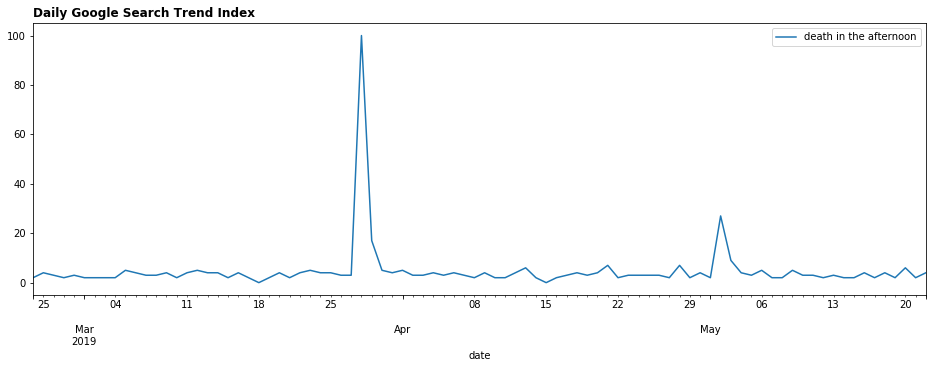 Daily Google Search Trend Index
death in the afternoon
100
80
60
40
20
0
25 04 11 18 25 08 15 22 29 06 13 20
Mar Apr May
2019
date